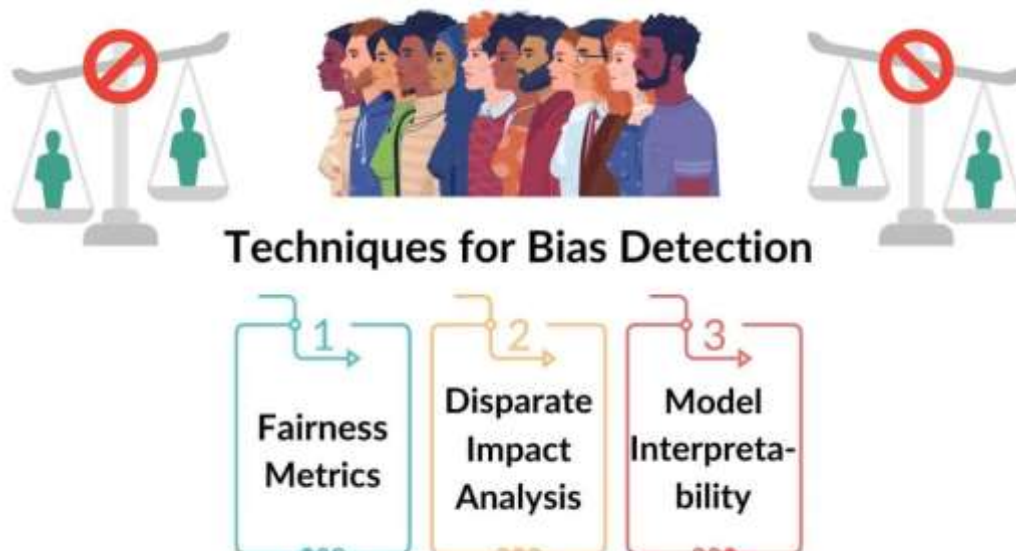 Techniques for Bias Detection
1
Fairness
Metrics
2
Disparate
Impact
Analysis
3
Model
Interpreta-
bility